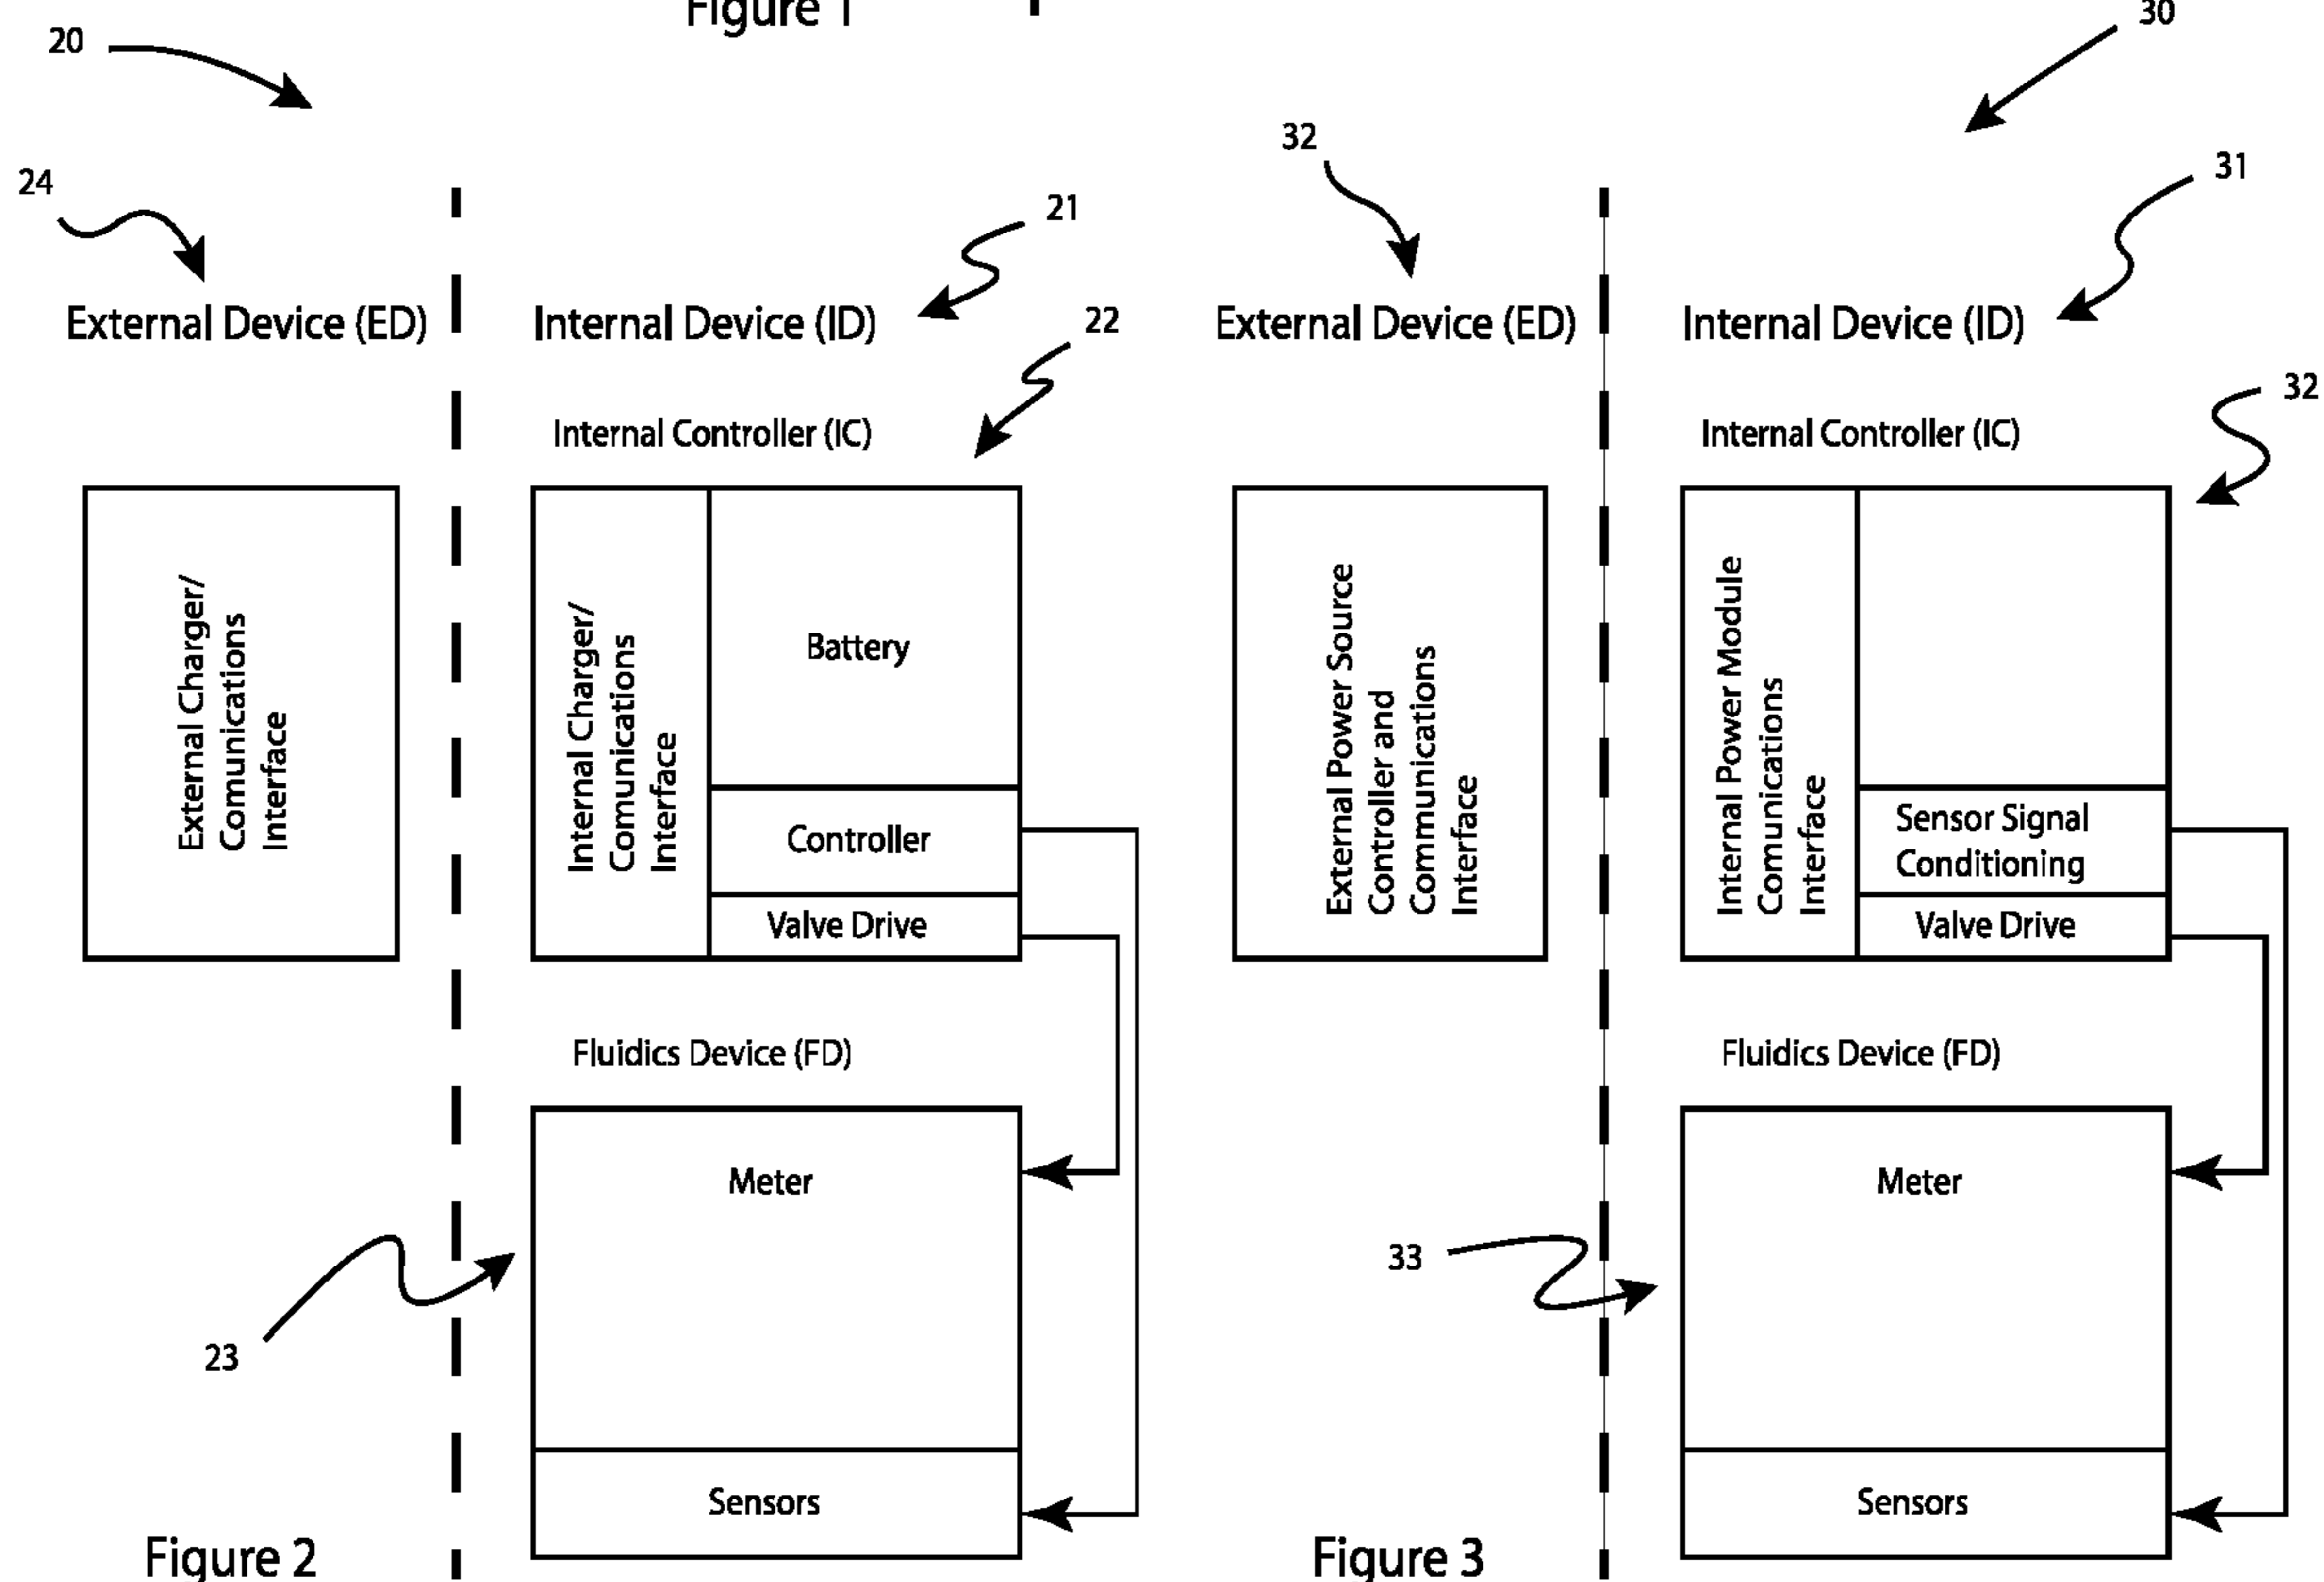 Figure 1
20
24
21
External Device (ED)
Internal Device (ID)
22
Internal Controller (IC)
External Charger/
Comunications
Interface
Internal Charger/
Comunications
Interface
Battery
Controller
Valve Drive
Fluidics Device (FD)
Meter
23
Sensors
Figure 2
30
32
31
External Device (ED)
Internal Device (ID)
32
Internal Controller (IC)
External Power Source
Controller and
Communications
Interface
Internal Power Module
Comunications
Interface
Sensor Signal
Conditioning
Valve Drive
Fluidics Device (FD)
Meter
33
Sensors
Figure 3